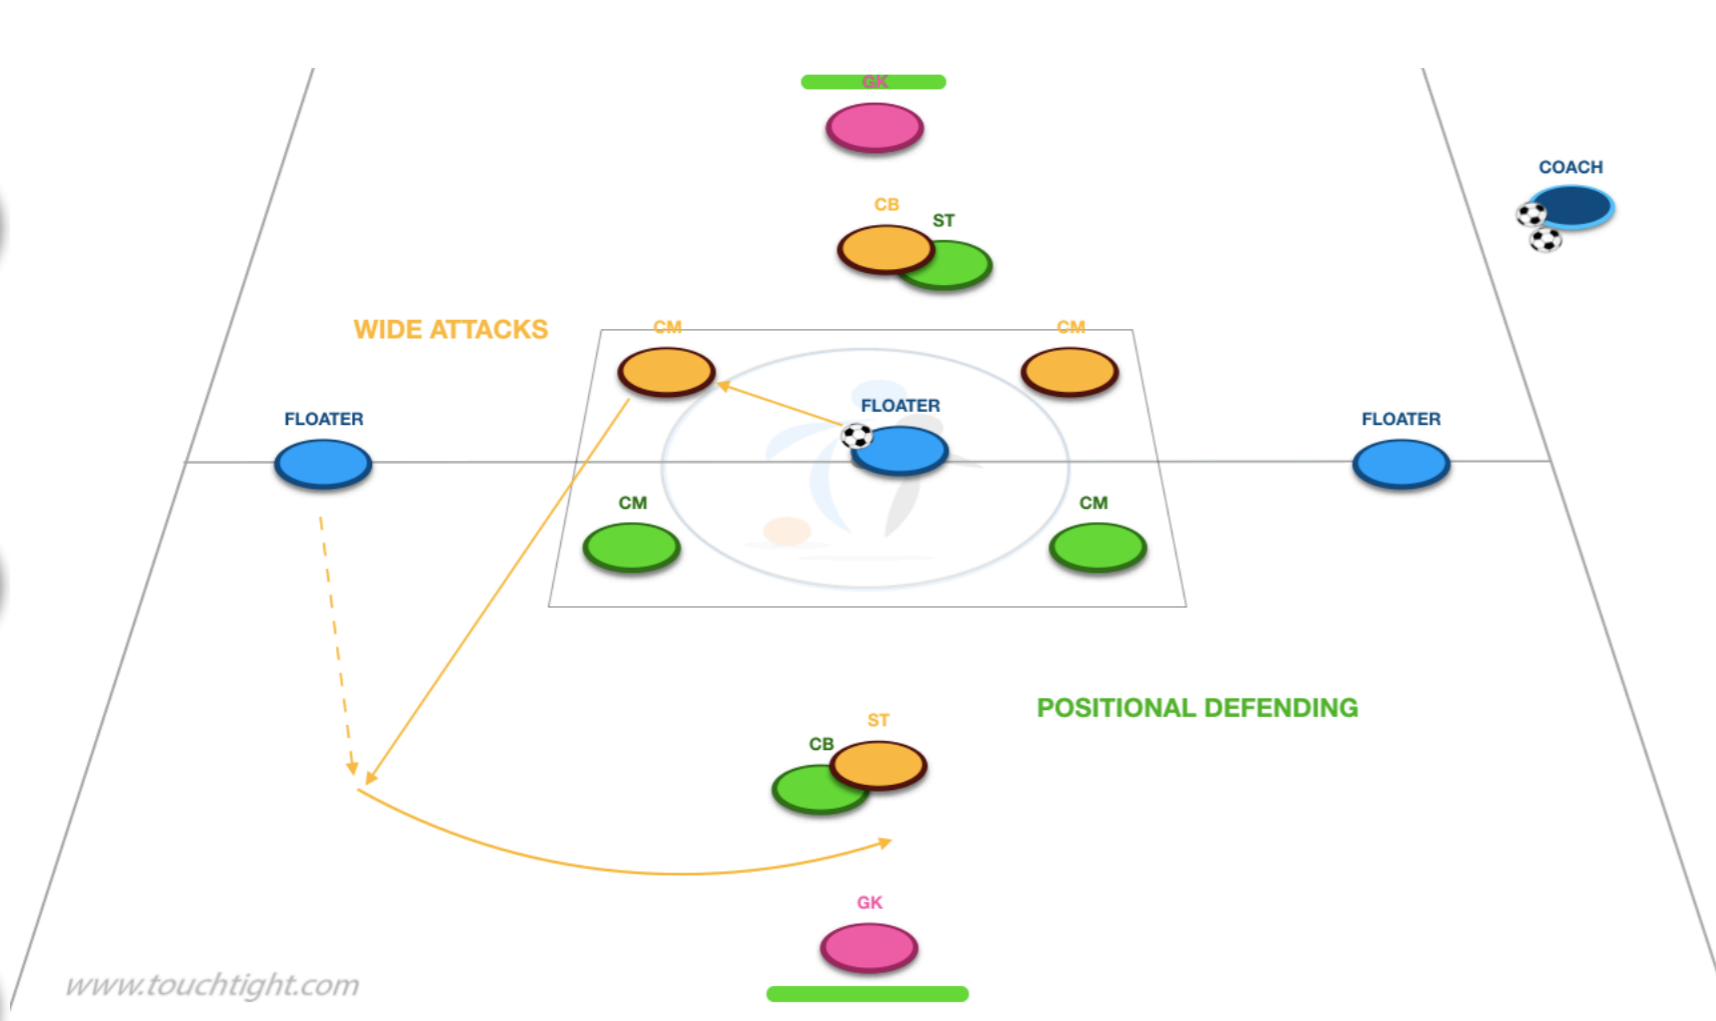 GK
COACH
CB
ST
WIDE ATTACKS
CM
CM
FLOATER
FLOATER
FLOATER
CM
CM
POSITIONAL DEFENDING
ST
CB
GK
www.touchtight.com